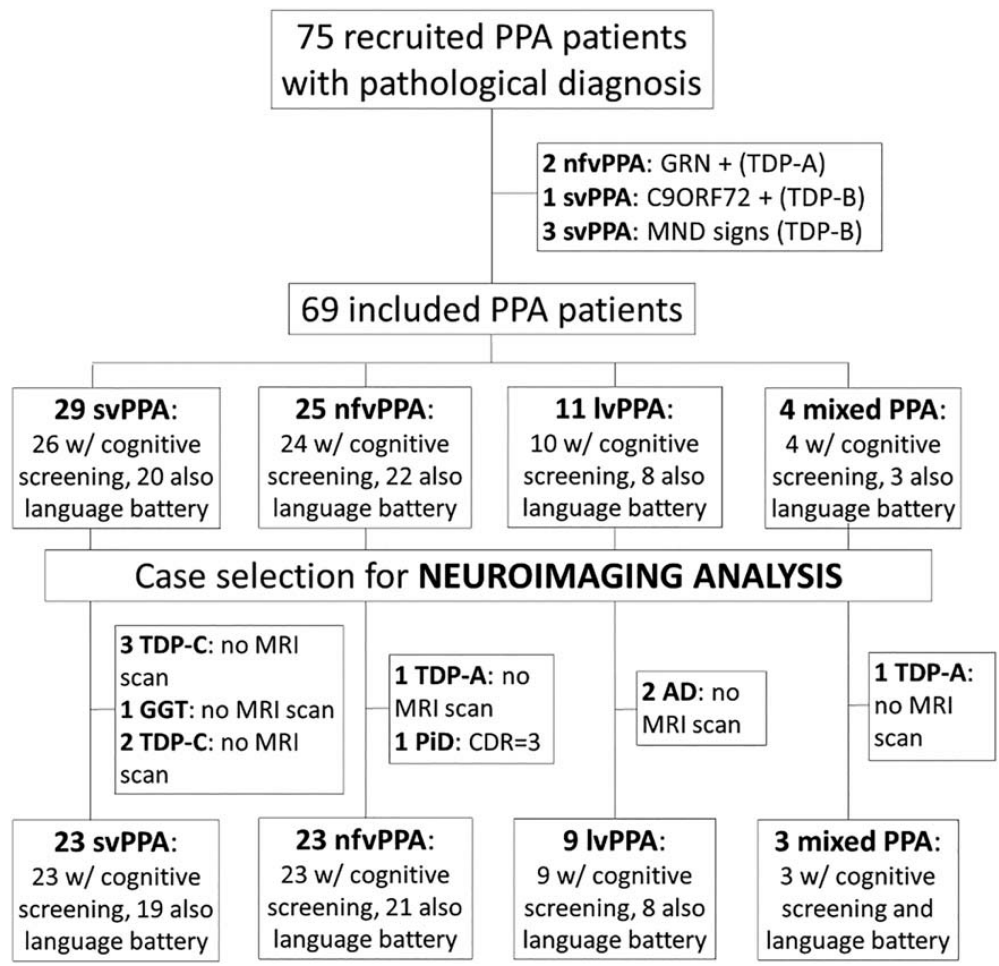 75 recruited PPA patients
with pathological diagnosis
2 nfvPPA: GRN + (TDP-A)
1 svPPA: C9ORF72 + (TDP-B)
3 svPPA: MND signs (TDP-B)
69 included PPA patients
29 svPPA:
26 w/ cognitive
screening, 20 also
language battery
25 nfvPPA:
24 w/ cognitive
screening, 22 also
language battery
11 lvPPA:
10 w/ cognitive
screening, 8 also
language battery
4 mixed PPA:
4 w/ cognitive
screening, 3 also
language battery
Case selection for NEUROIMAGING ANALYSIS
3 TDP-C: no MRI
scan
1 GGT: no MRI scan
2 TDP-C: no MRI
scan
1 TDP-A: no
MRI scan
1 PiD: CDR=3
2 AD: no
MRI scan
1 TDP-A:
no MRI
scan
23 svPPA:
23 w/ cognitive
screening, 19 also
language battery
23 nfvPPA:
23 w/ cognitive
screening, 21 also
language battery
9 lvPPA:
9 w/ cognitive
screening, 8 also
language battery
3 mixed PPA:
3 w/ cognitive
screening and
language battery